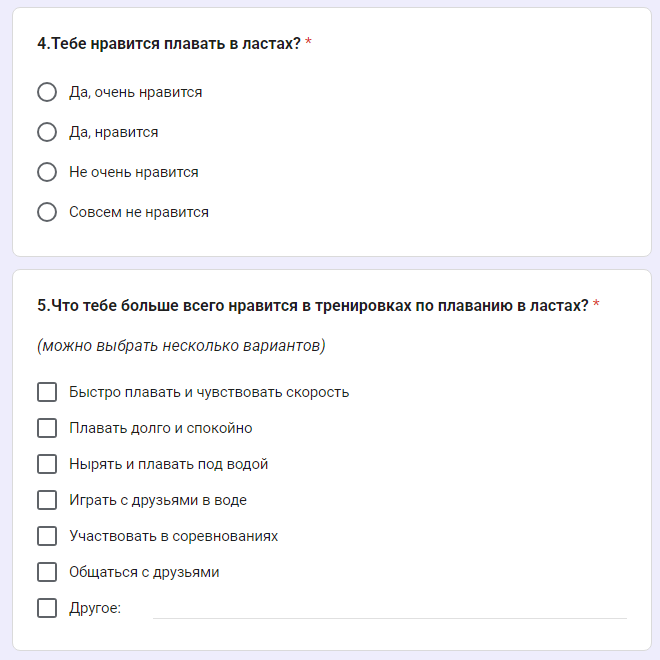 4.Тебе нравится плавать в ластах? *
Да, очень нравится
Да, нравится
Не очень нравится
Совсем не нравится
5.Что тебе больше всего нравится в тренировках по плаванию в ластах? *
(можно выбрать несколько вариантов)
Быстро плавать и чувствовать скорость
Плавать долго и спокойно
Нырять и плавать под водой
Играть с друзьями в воде
Участвовать в соревнованиях
Общаться с друзьями
Другое: